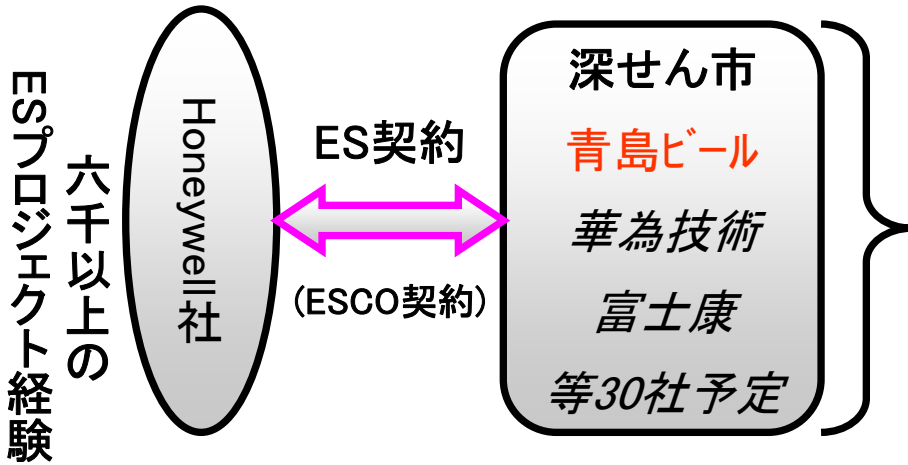 六千以上の
ESプロジェクト経験
Honeywell社
ES契約
(ESCO契約)
深せん市
青島ビール
華為技術
富士康
等30社予定